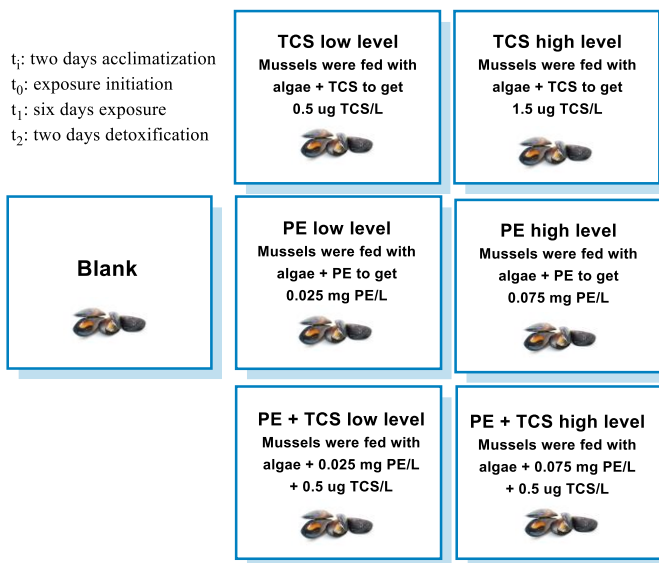 tᵢ: two days acclimatization
t₀: exposure initiation
t₁: six days exposure
t₂: two days detoxification
TCS low level
Mussels were fed with
algae + TCS to get
0.5 ug TCS/L
TCS high level
Mussels were fed with
algae + TCS to get
1.5 ug TCS/L
Blank
PE low level
Mussels were fed with
algae + PE to get
0.025 mg PE/L
PE high level
Mussels were fed with
algae + PE to get
0.075 mg PE/L
PE + TCS low level
Mussels were fed with
algae + 0.025 mg PE/L
+ 0.5 ug TCS/L
PE + TCS high level
Mussels were fed with
algae + 0.075 mg PE/L
+ 0.5 ug TCS/L